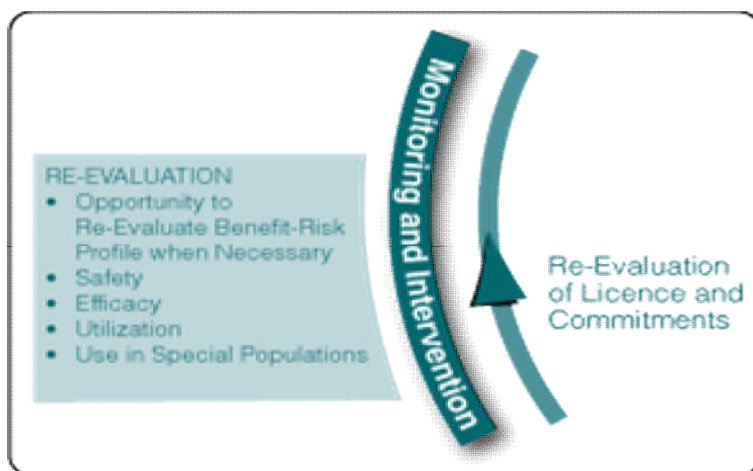 RE-EVALUATION
• Opportunity to
Re-Evaluate Benefit-Risk
Profile when Necessary
• Safety
• Efficacy
• Utilization
• Use in Special Populations
Monitoring and Intervention
Re-Evaluation
of Licence and
Commitments